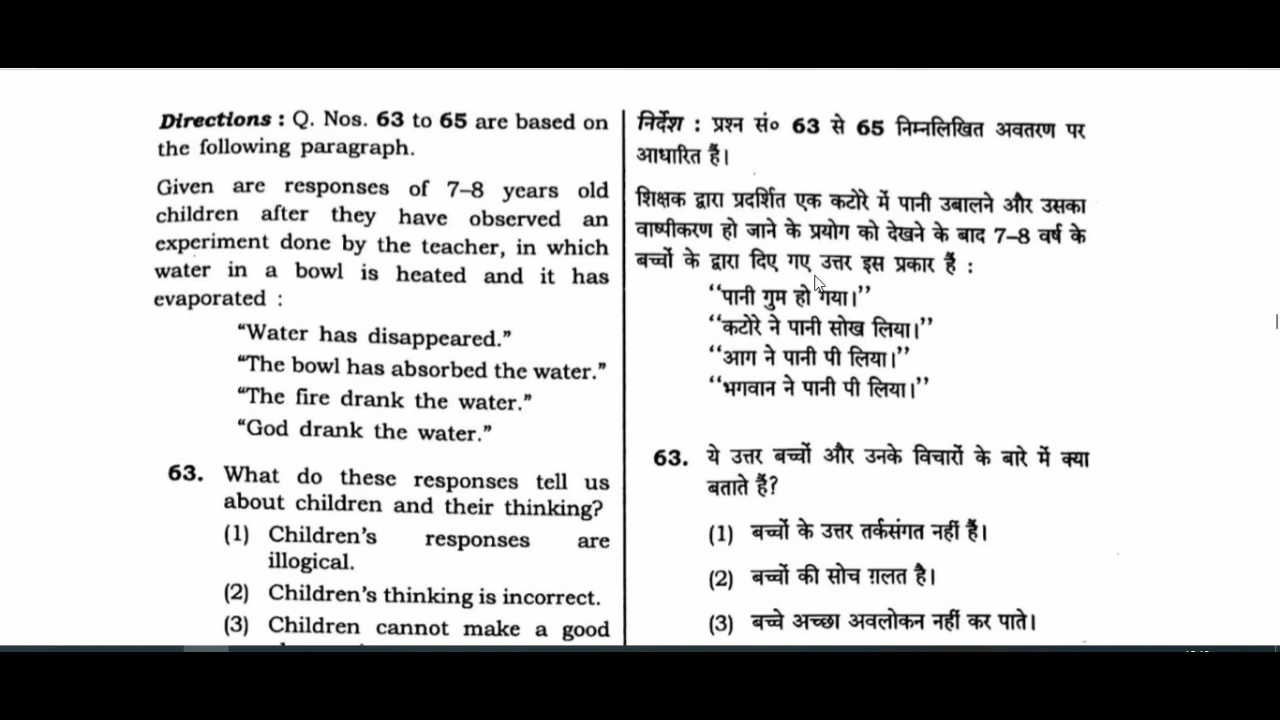 Directions : Q. Nos. 63 to 65 are based on
the following paragraph.
Given are responses of 7–8 years old
children after they have observed an
experiment done by the teacher, in which
water in a bowl is heated and it has
evaporated :
“Water has disappeared.”
“The bowl has absorbed the water.”
“The fire drank the water.”
“God drank the water.”
63. What do these responses tell us
about children and their thinking?
(1) Children’s responses are
illogical.
(2) Children’s thinking is incorrect.
(3) Children cannot make a good
निर्देश : प्रश्न सं० 63 से 65 निम्नलिखित अवतरण पर
आधारित हैं।
शिक्षक द्वारा प्रदर्शित एक कटोरे में पानी उबालने और उसका
वाष्पीकरण हो जाने के प्रयोग को देखने के बाद 7–8 वर्ष के
बच्चों के द्वारा दिए गए उत्तर इस प्रकार हैं :
“पानी गुम हो गया।”
“कटोरे ने पानी सोख लिया।”
“आग ने पानी पी लिया।”
“भगवान ने पानी पी लिया।”
63. ये उत्तर बच्चों और उनके विचारों के बारे में क्या
बताते हैं?
(1) बच्चों के उत्तर तर्कसंगत नहीं हैं।
(2) बच्चों की सोच ग़लत है।
(3) बच्चे अच्छा अवलोकन नहीं कर पाते।